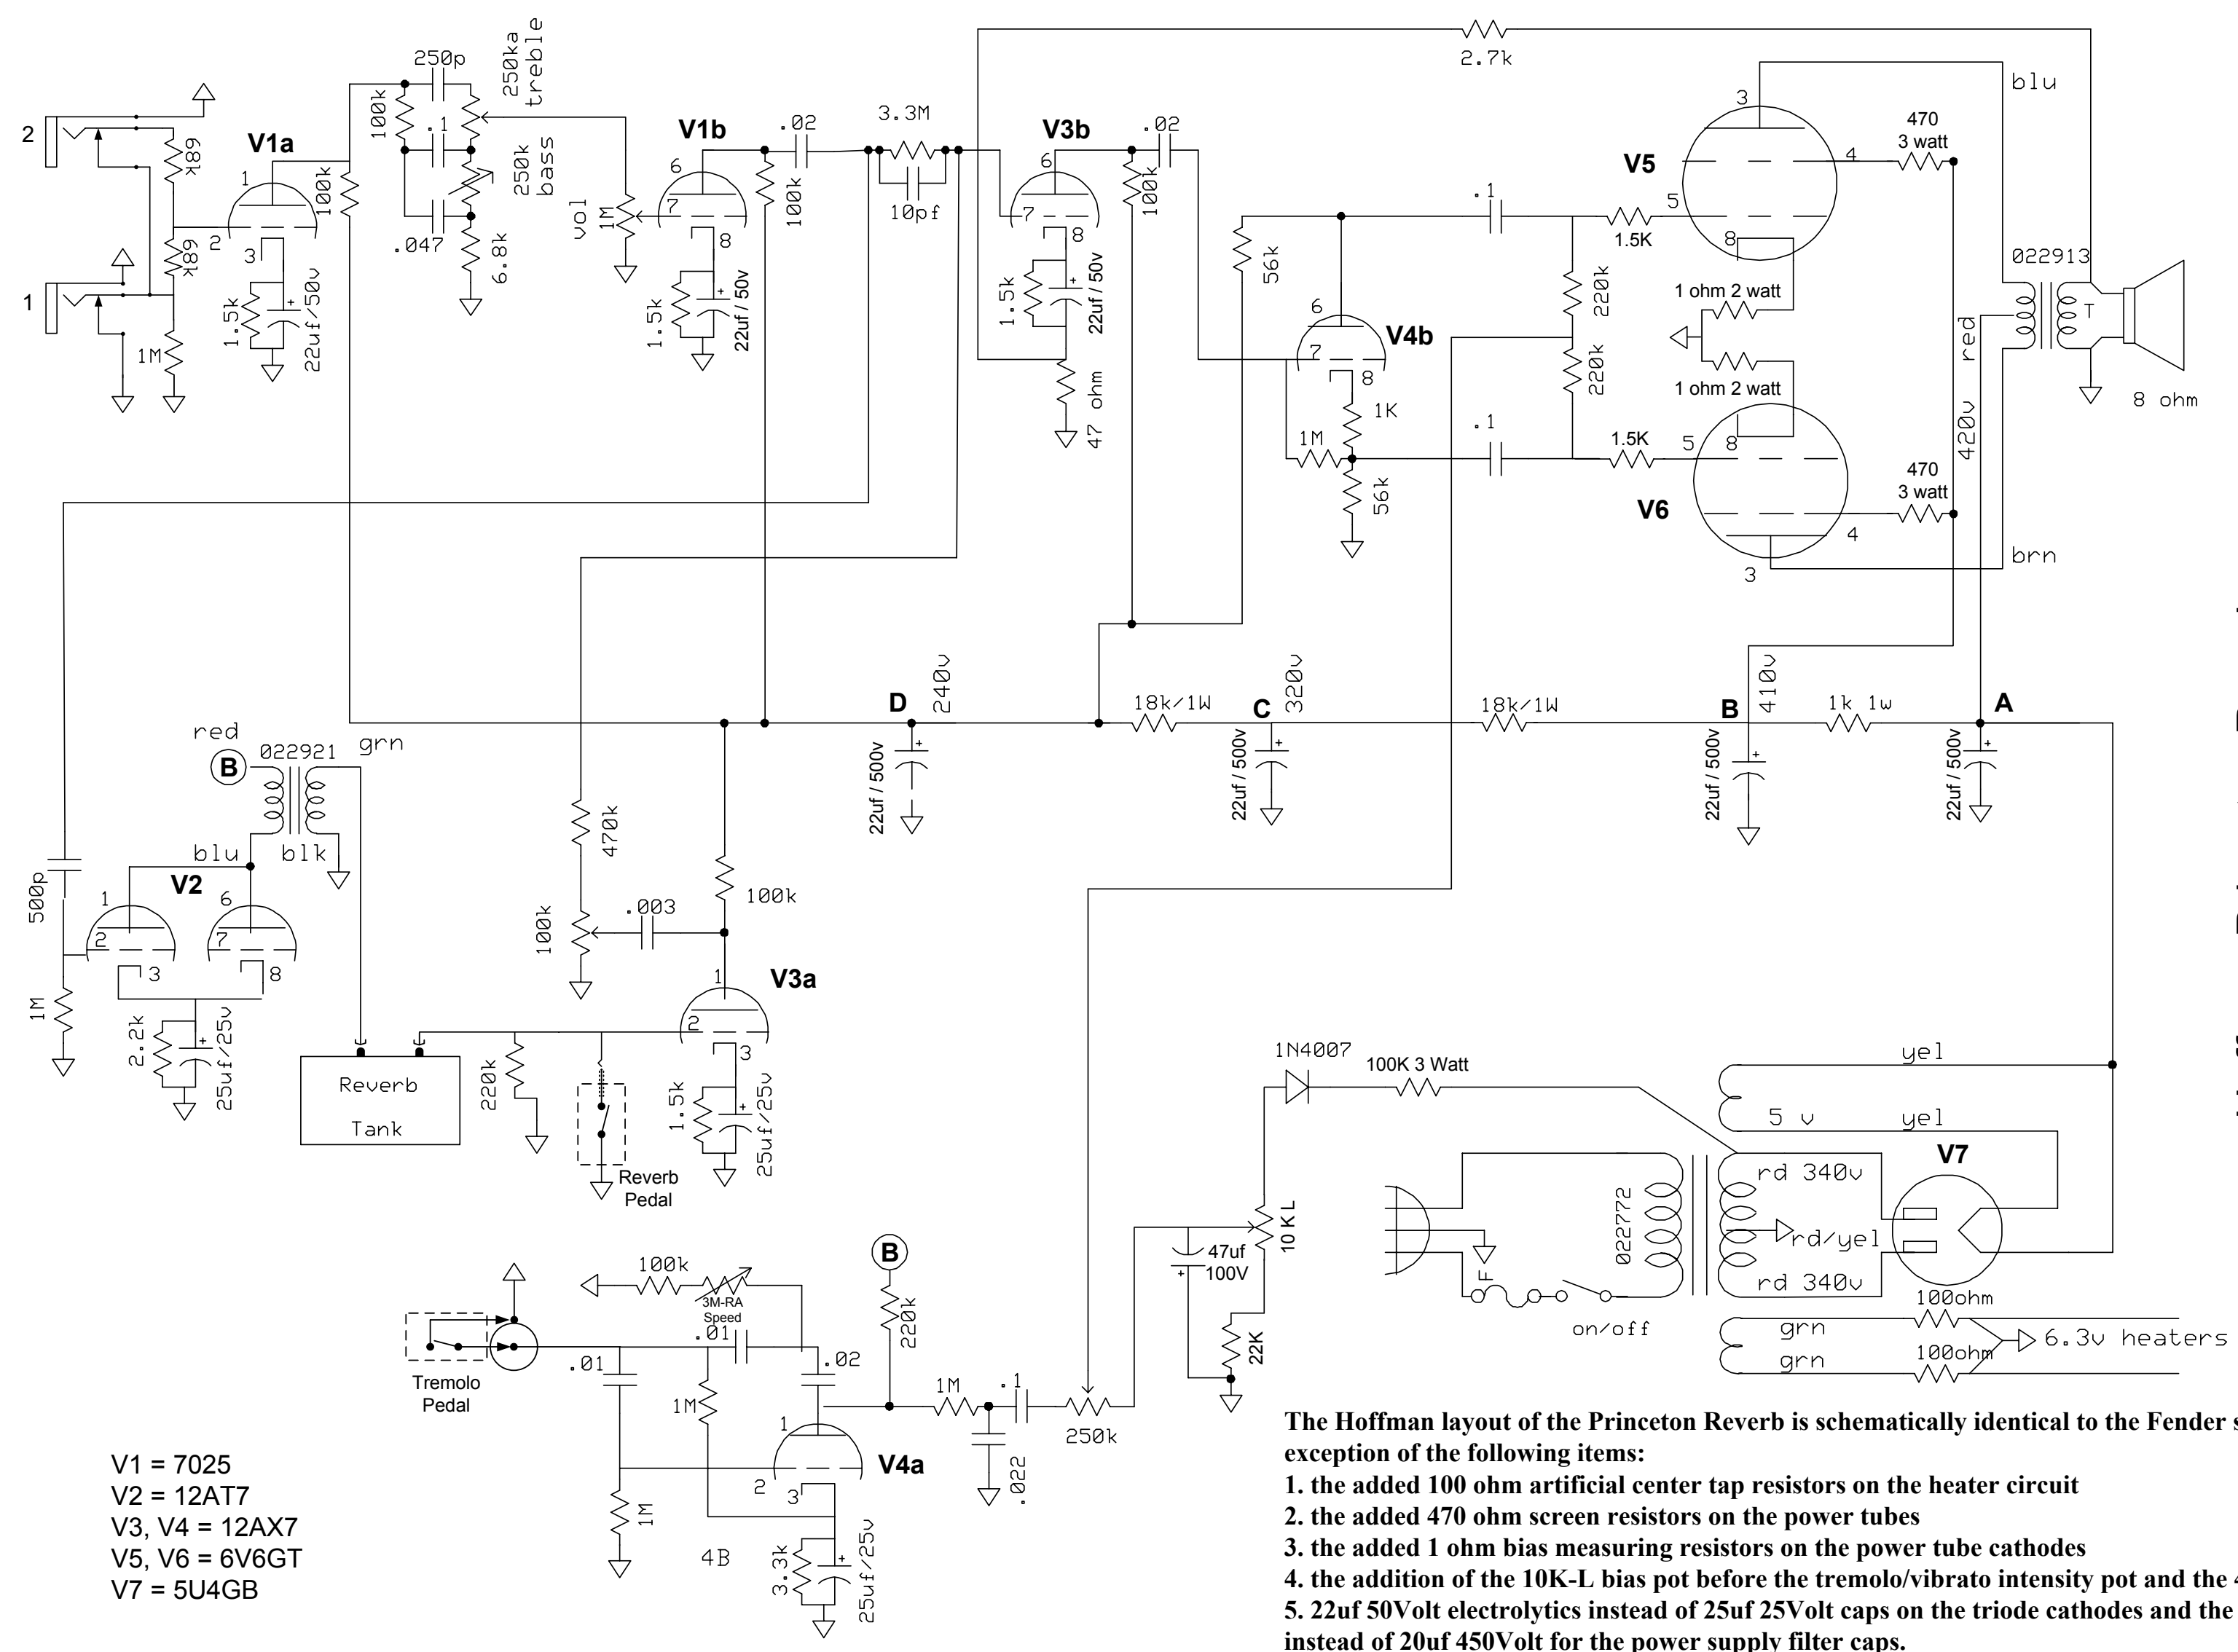 2.7k
250p
250ka
treble
100k
.1
250k
bass
.047
6.8k
2
68k
V1a
1
100k
2
3
68k
1
1M
1.5k
22uf/50v
vol
1M
V1b
6
7
8
.02
100k
1.5k
22uf / 50v
3.3M
10pf
V3b
6
7
8
.02
100k
1.5k
22uf / 50v
47 ohm
56k
6
7
8
V4b
1K
1M
56k
.1
.1
220k
220k
1.5K
1.5K
V5
3
4
5
8
470
3 watt
1 ohm 2 watt
1 ohm 2 watt
5
8
V6
4
3
470
3 watt
blu
brn
red
420v
022913
T
8 ohm
D
240v
22uf / 500v
18k/1W
C
320v
22uf / 500v
18k/1W
B
410v
22uf / 500v
1k 1w
A
22uf / 500v
red
B
022921
grn
blu
blk
V2
500p
1
2
3
6
7
8
1M
2.2k
25uf/25v
Reverb
Tank
470k
100k
.003
100k
1
V3a
2
3
220k
1.5k
25uf/25v
Reverb
Pedal
1N4007
100K 3 Watt
10 K L
47uf
100V
22K
yel
5 v
yel
V7
rd 340v
rd/yel
rd 340v
022772
F
on/off
100ohm
grn
grn
100ohm
6.3v heaters
B
220k
100k
3M-RA
Speed
.01
.01
.02
Tremolo
Pedal
1M
1
2
3
V4a
1M
4B
3.3k
25uf/25v
1M
.1
.022
250k
V1 = 7025
V2 = 12AT7
V3, V4 = 12AX7
V5, V6 = 6V6GT
V7 = 5U4GB
The Hoffman layout of the Princeton Reverb is schematically identical to the Fender
exception of the following items:
1. the added 100 ohm artificial center tap resistors on the heater circuit
2. the added 470 ohm screen resistors on the power tubes
3. the added 1 ohm bias measuring resistors on the power tube cathodes
4. the addition of the 10K-L bias pot before the tremolo/vibrato intensity pot and the
5. 22uf 50Volt electrolytics instead of 25uf 25Volt caps on the triode cathodes and the
instead of 20uf 450Volt for the power supply filter caps.